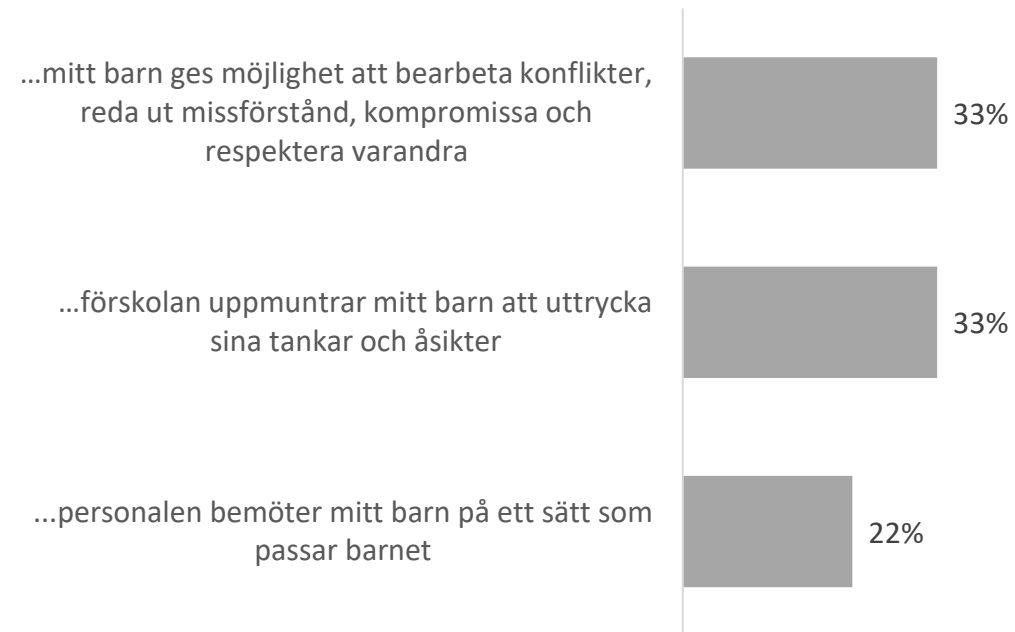 …mitt barn ges möjlighet att bearbeta konflikter,
reda ut missförstånd, kompromissa och
respektera varandra
33%
…förskolan uppmuntrar mitt barn att uttrycka
sina tankar och åsikter
33%
...personalen bemöter mitt barn på ett sätt som
passar barnet
22%